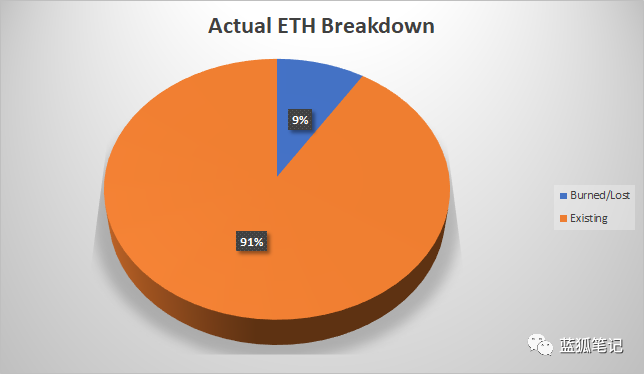 Actual ETH Breakdown
9%
91%
Burned/Lost
Existing
蓝狐笔记